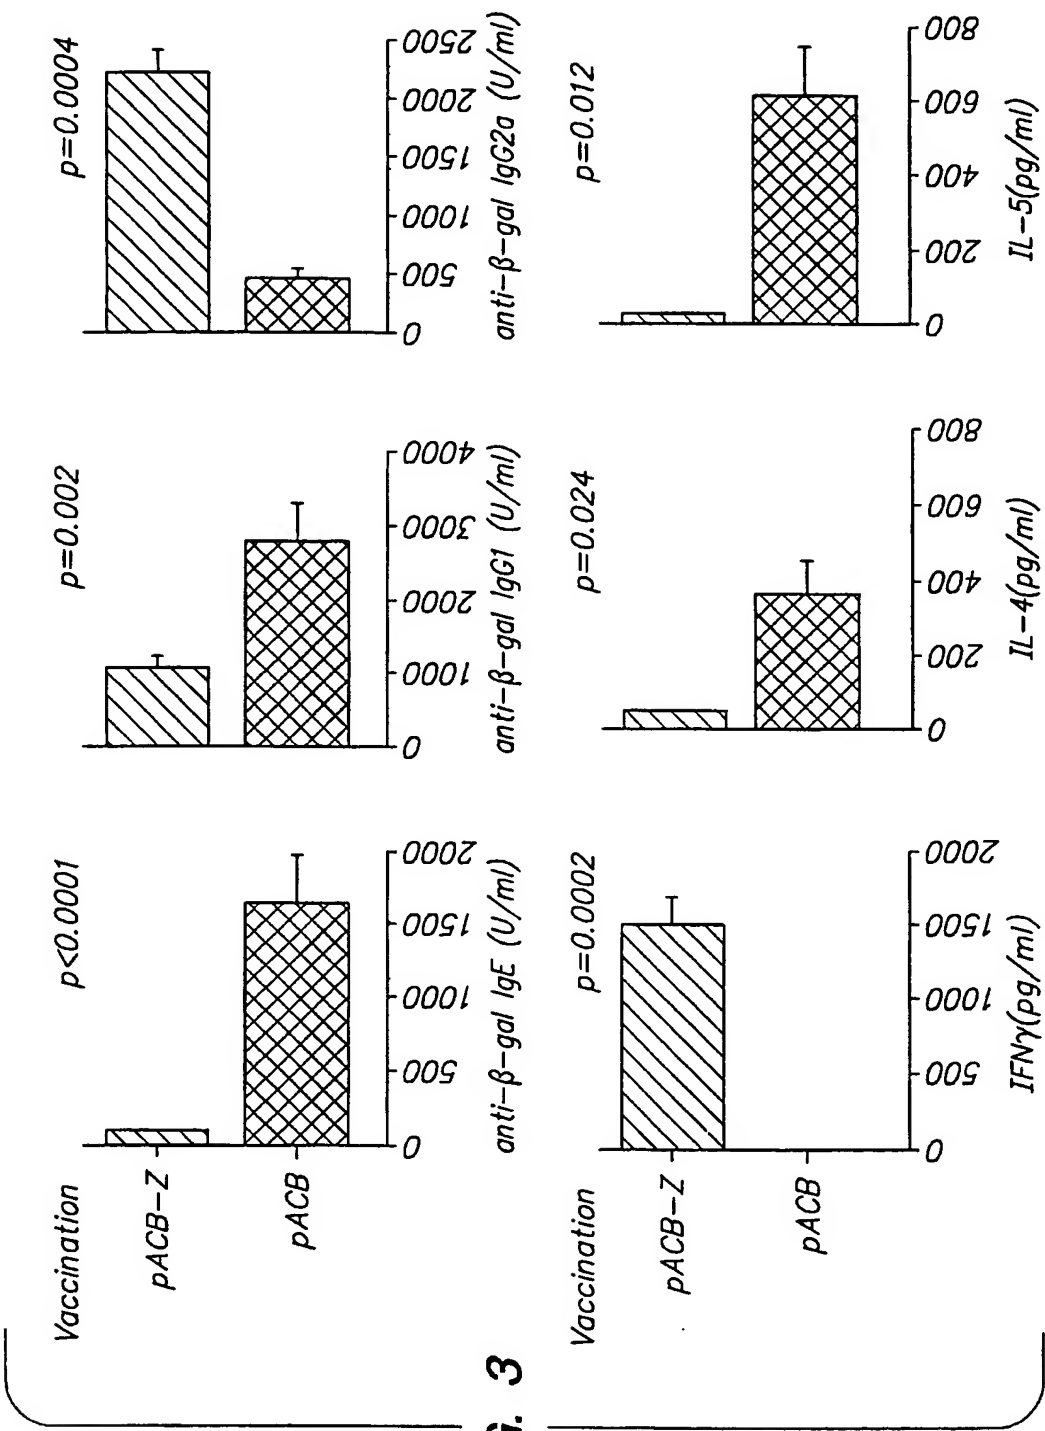 Vaccination p<0.0001 p=0.002 p=0.0004
pACB-Z
pACB
0 500 1000 1500 2000 0 1000 2000 3000 4000 0 500 1000 1500 2000 2500
anti-β-gal IgE (U/ml) anti-β-gal IgG1 (U/ml) anti-β-gal IgG2a (U/ml)
3
Vaccination p=0.0002 p=0.024 p=0.012
pACB-Z
pACB
0 500 1000 1500 2000 0 200 400 600 800 0 200 400 600 800
IFNγ(pg/ml) IL-4(pg/ml) IL-5(pg/ml)